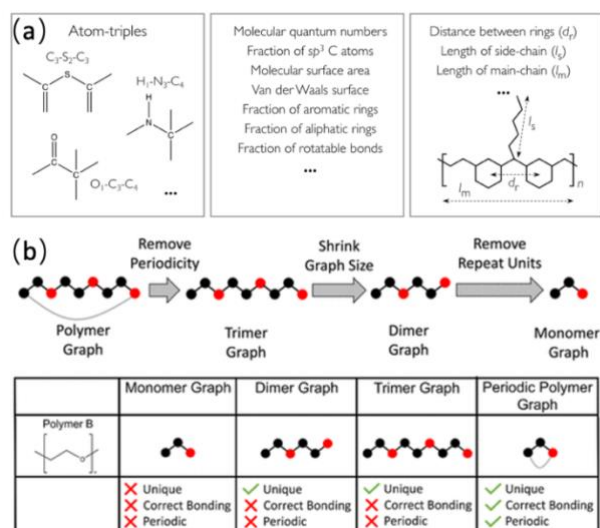 (a)
Atom-triples
C3-S2-C3
S
H1-N3-C4
H
N
O
C
C
O1-C3-C4
...
Molecular quantum numbers
Fraction of sp3 C atoms
Molecular surface area
Van der Waals surface
Fraction of aromatic rings
Fraction of aliphatic rings
Fraction of rotatable bonds
...
Distance between rings (dr)
Length of side-chain (ls)
Length of main-chain (lm)
...
ls
dr
n
lm
(b)
Remove Periodicity
Shrink Graph Size
Remove Repeat Units
Polymer Graph
Trimer Graph
Dimer Graph
Monomer Graph
Monomer Graph Dimer Graph Trimer Graph Periodic Polymer Graph
Polymer B
O
Unique Unique Unique Unique
Correct Bonding Correct Bonding Correct Bonding Correct Bonding
Periodic Periodic Periodic Periodic